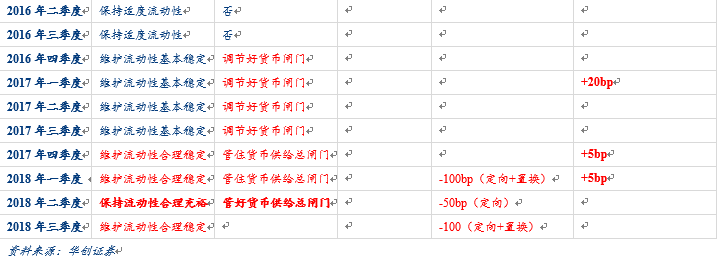 2016 年二季度 保持适度流动性 否
2016 年三季度 保持适度流动性 否
2016 年四季度 维护流动性基本稳定 调节好货币闸门
2017 年一季度 维护流动性基本稳定 调节好货币闸门 +20bp
2017 年二季度 维护流动性基本稳定 调节好货币闸门
2017 年三季度 维护流动性基本稳定 调节好货币闸门
2017 年四季度 维护流动性合理稳定 管住货币供给总闸门 +5bp
2018 年一季度 维护流动性合理稳定 管住货币供给总闸门 -100bp（定向+置换） +5bp
2018 年二季度 保持流动性合理充裕 管好货币供给总闸门 -50bp（定向）
2018 年三季度 维护流动性合理稳定 -100（定向+置换）
资料来源：华创证券